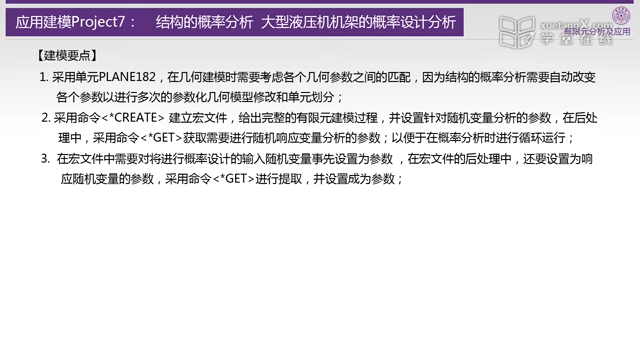 应用建模Project7： 结构的概率分析 大型液压机机架的概率设计分析
xuetangX.com
学堂在线
有限元分析及应用
【建模要点】
1. 采用单元PLANE182，在几何建模时需要考虑各个几何参数之间的匹配，因为结构的概率分析需要自动改变
各个参数以进行多次的参数化几何模型修改和单元划分；
2. 采用命令<*CREATE> 建立宏文件，给出完整的有限元建模过程，并设置针对随机变量分析的参数，在后处
理中，采用命令<*GET>获取需要进行随机响应变量分析的参数；以便于在概率分析时进行循环运行；
3. 在宏文件中需要对将进行概率设计的输入随机变量事先设置为参数 ，在宏文件的后处理中，还要设置为响
应随机变量的参数，采用命令<*GET>进行提取，并设置成为参数；